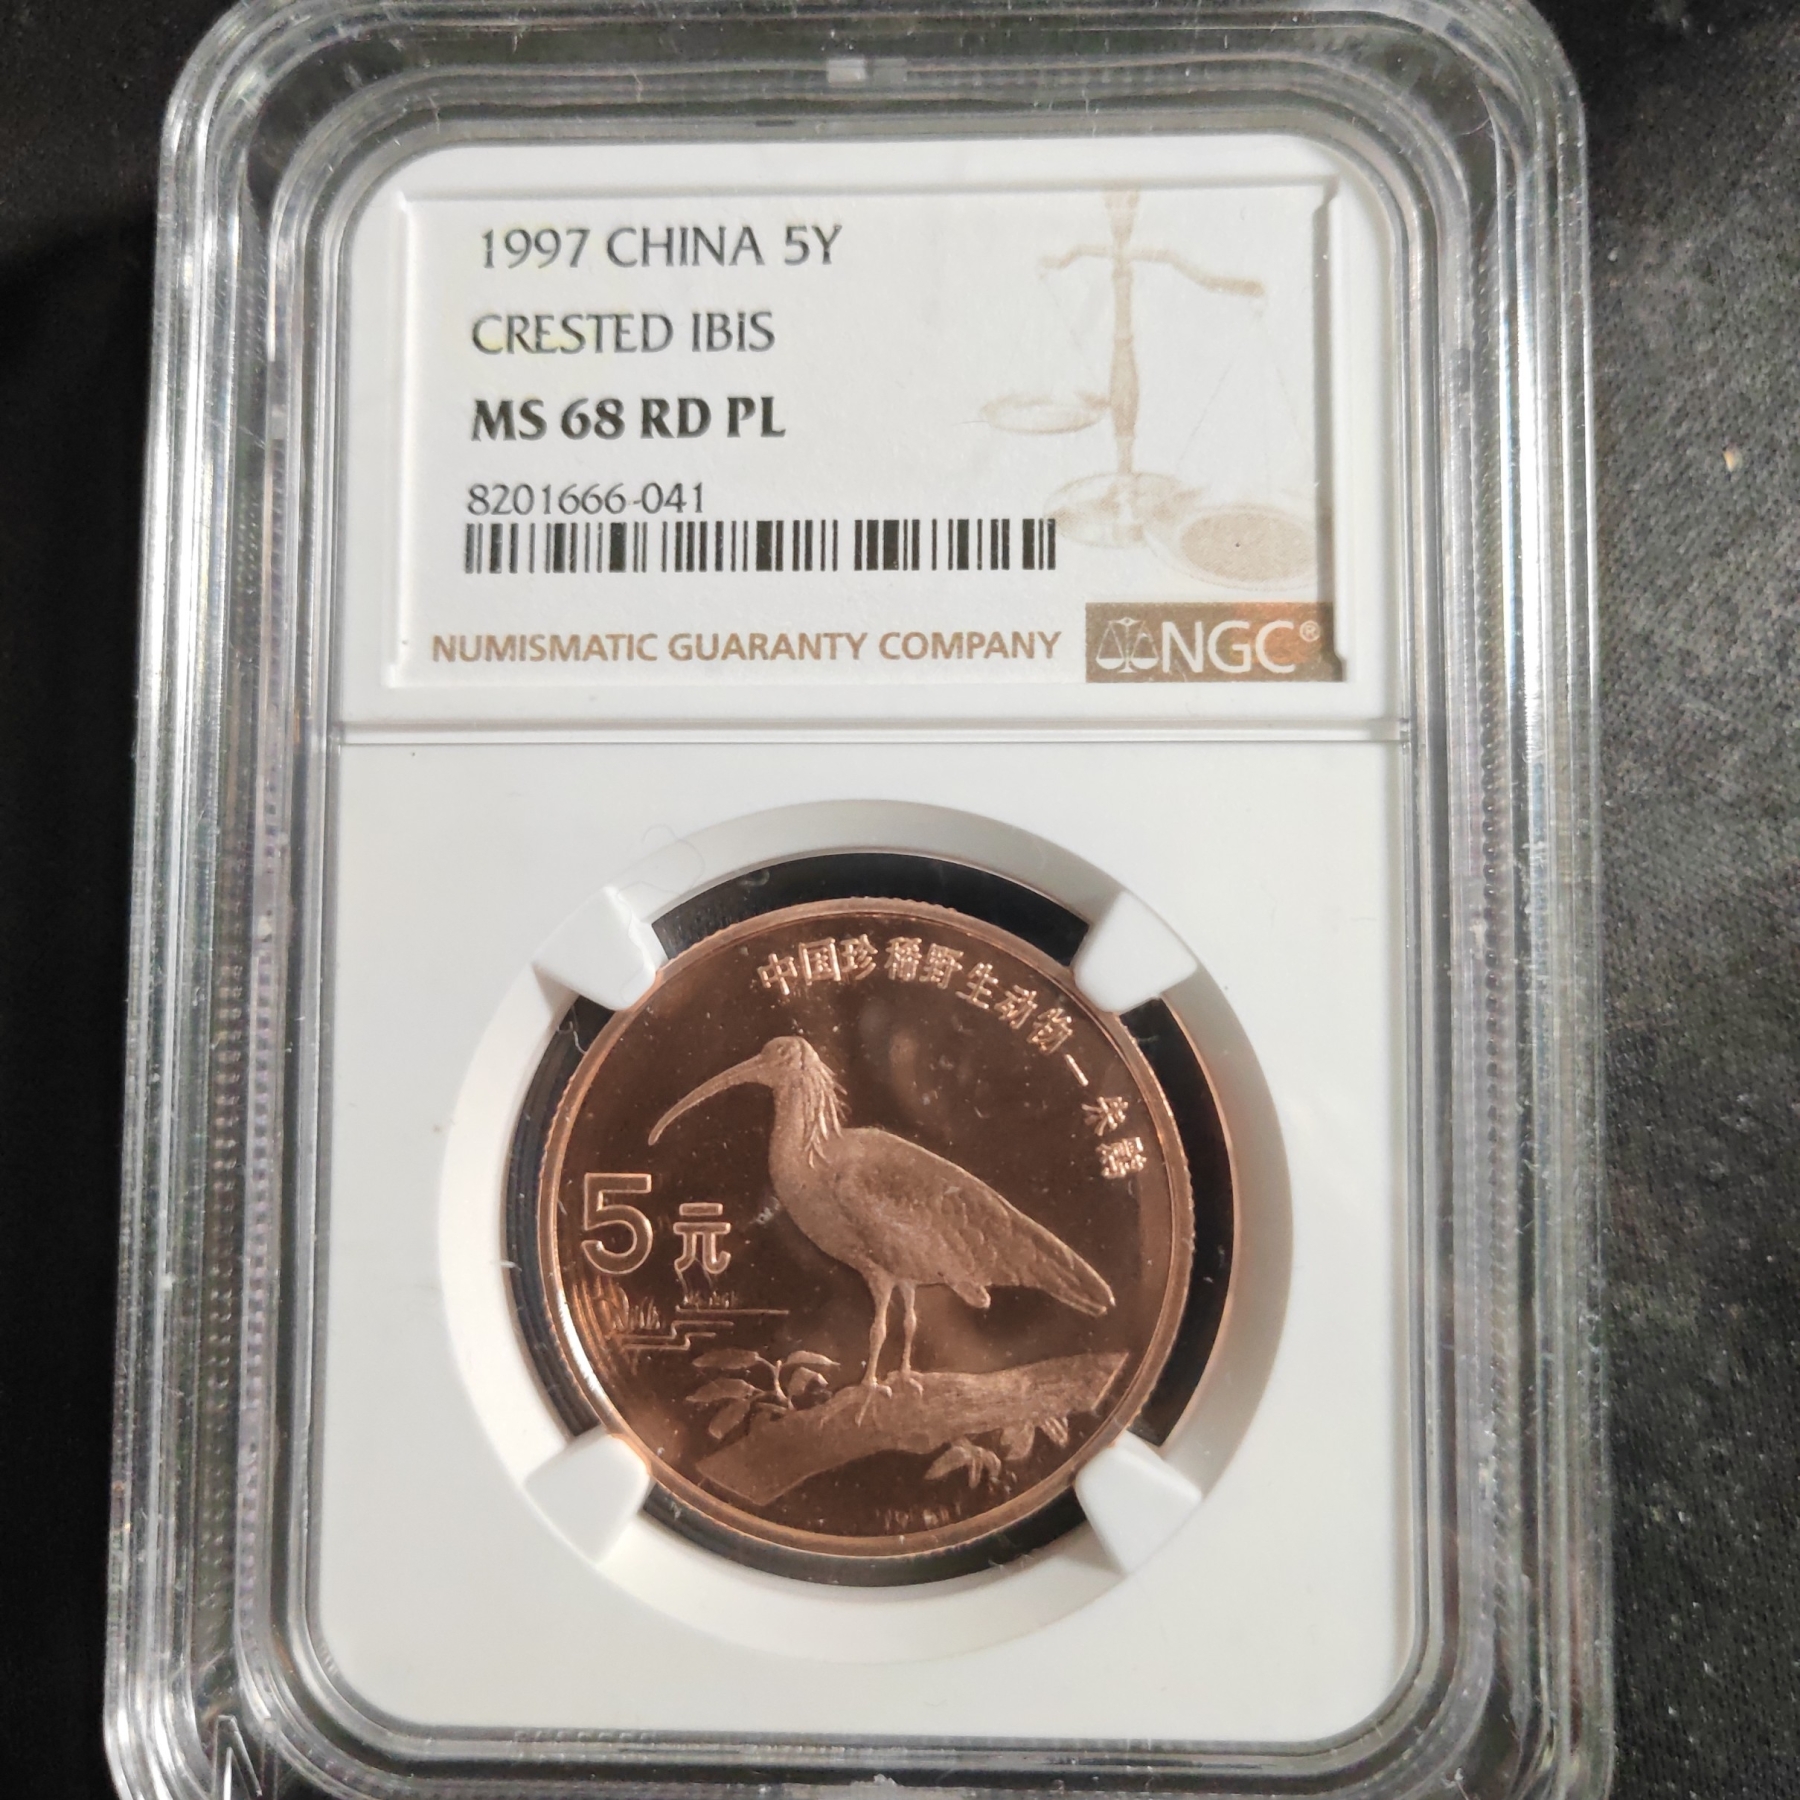 1997 CHINA 5Y
CRESTED IBIS
MS 68 RD PL
8201666-041
NUMISMATIC GUARANTY COMPANY
NGC®
中国珍稀野生动物—朱鹮
5元